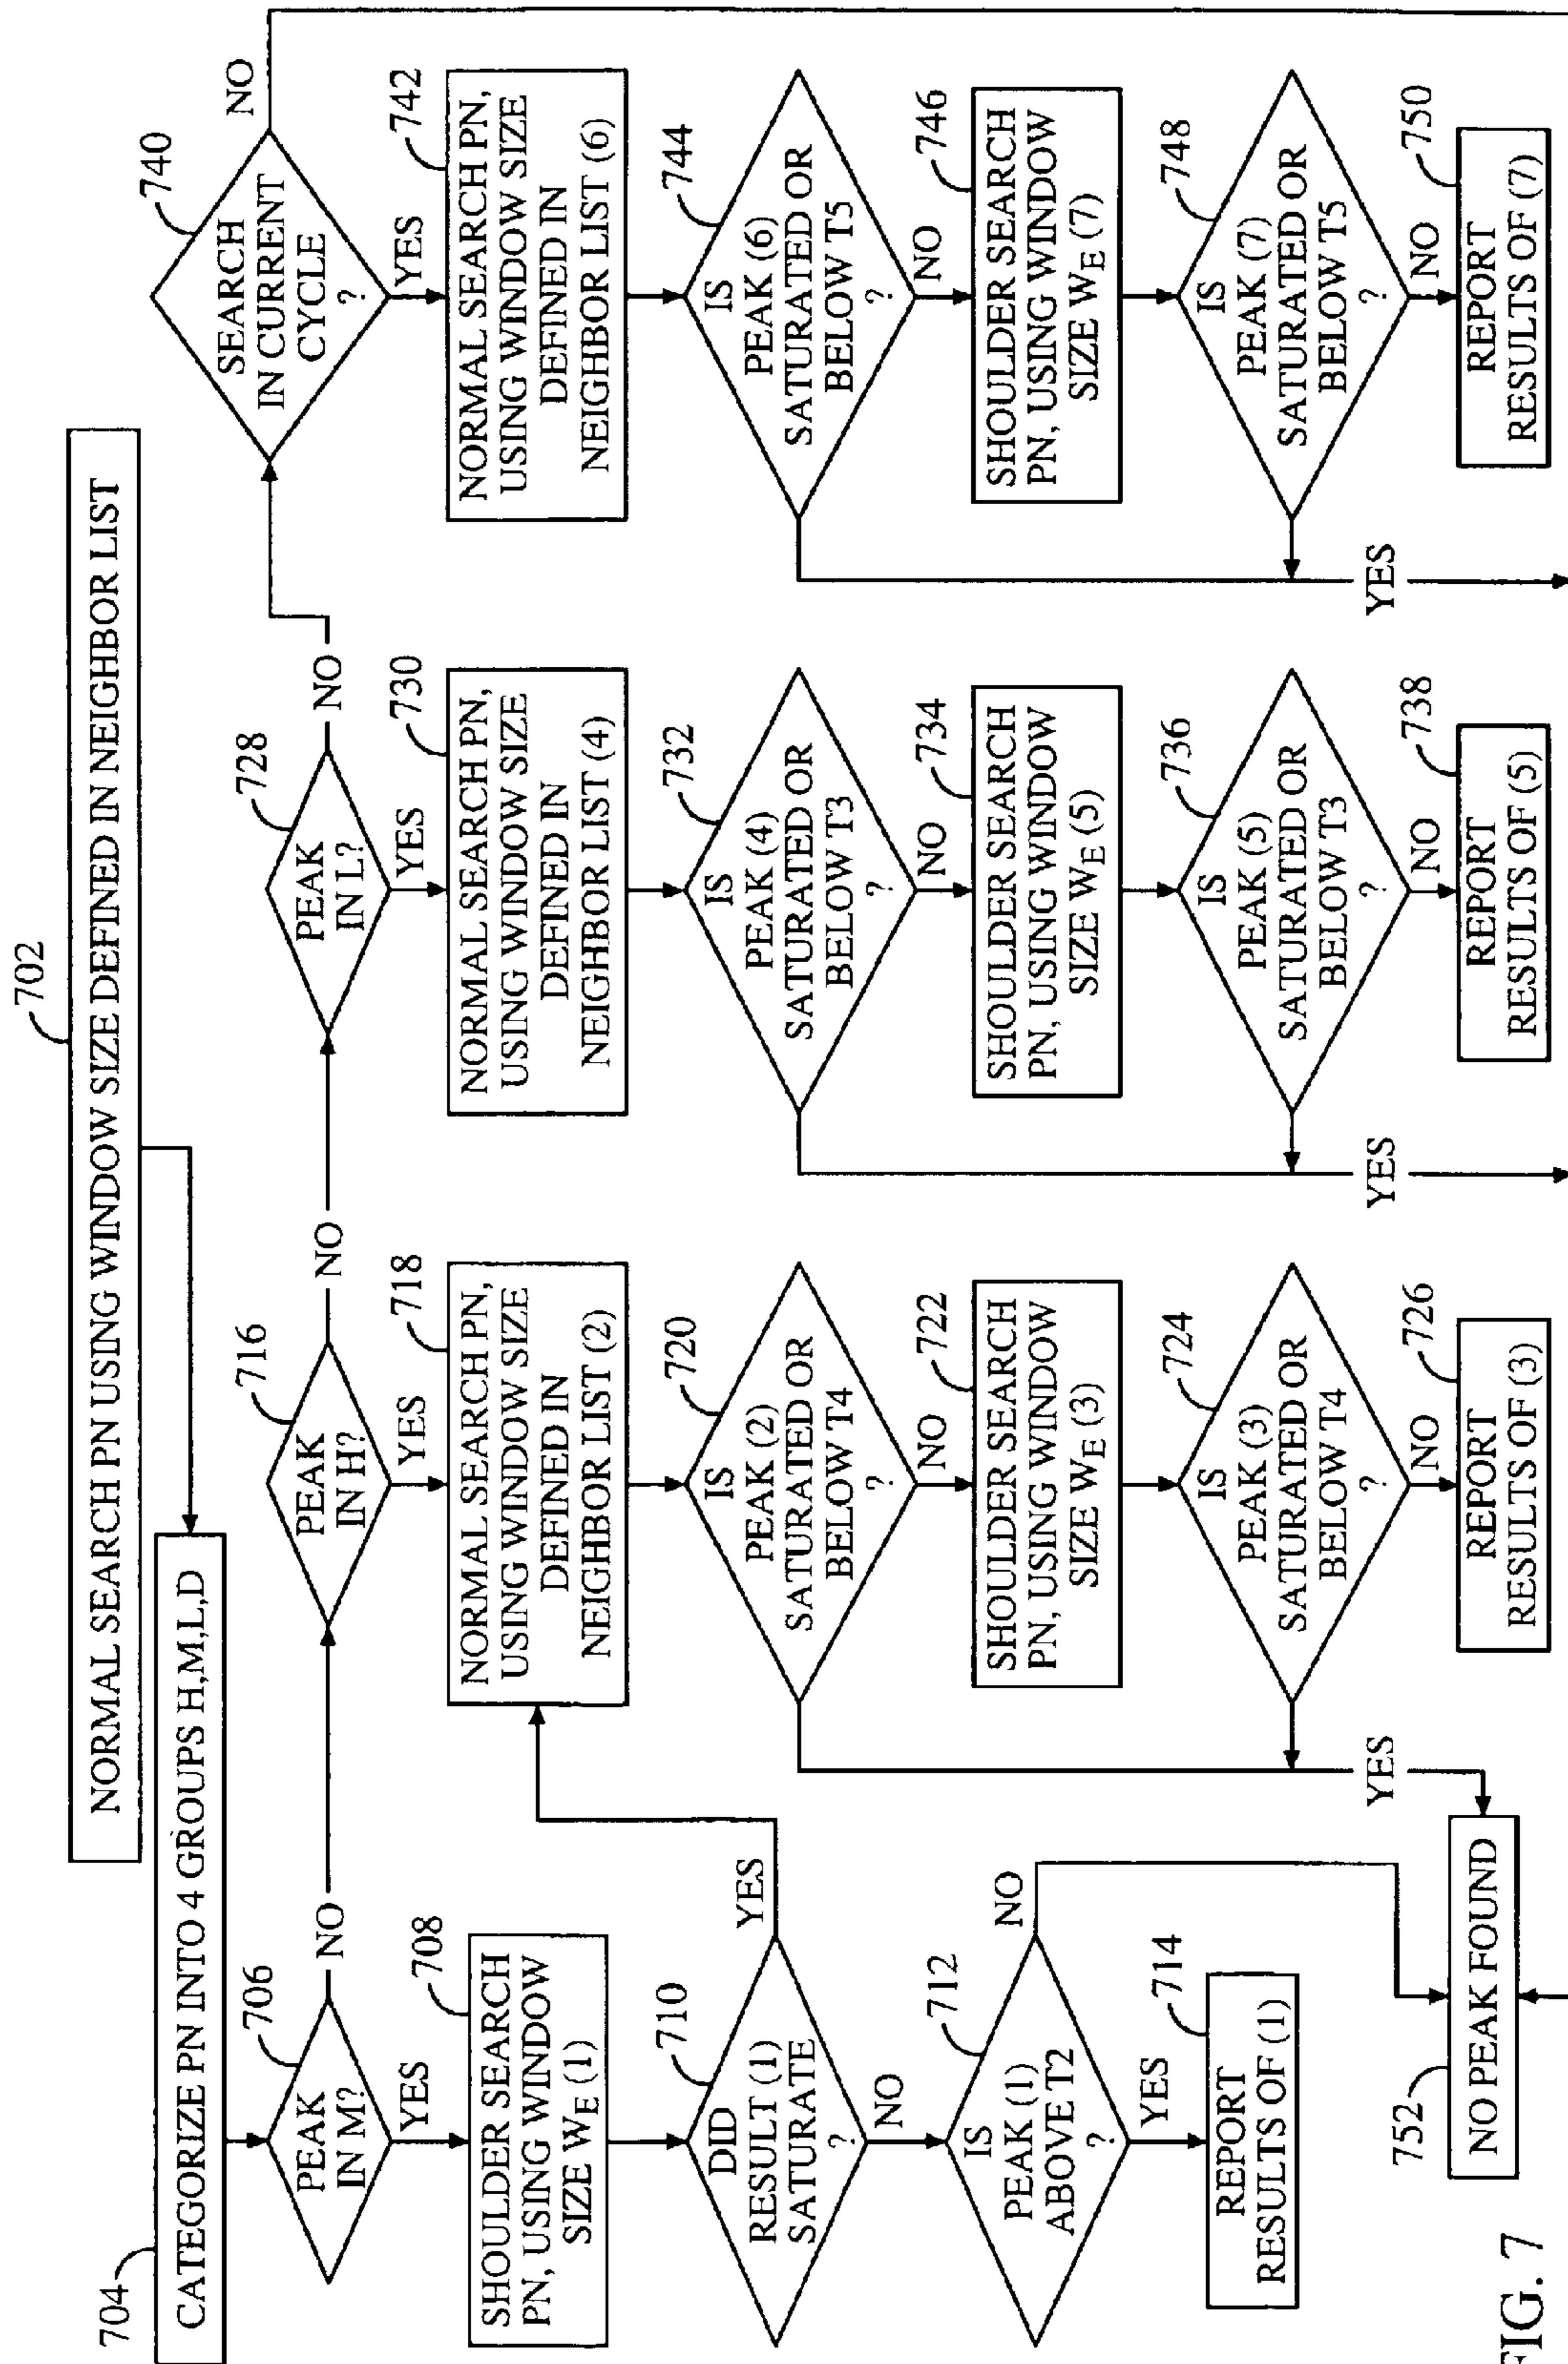 702
NORMAL SEARCH PN USING WINDOW SIZE DEFINED IN NEIGHBOR LIST
704
CATEGORIZE PN INTO 4 GROUPS H,M,L,D
706
PEAK
IN M?
NO
YES
708
SHOULDER SEARCH
PN, USING WINDOW
SIZE WE (1)
710
DID
RESULT (1)
SATURATE
?
YES
NO
712
IS
PEAK (1)
ABOVE T2
?
NO
YES
714
REPORT
RESULTS OF (1)
716
PEAK
IN H?
NO
YES
718
NORMAL SEARCH PN,
USING WINDOW SIZE
DEFINED IN
NEIGHBOR LIST (2)
720
IS
PEAK (2)
SATURATED OR
BELOW T4
?
NO
722
SHOULDER SEARCH
PN, USING WINDOW
SIZE WE (3)
724
IS
PEAK (3)
SATURATED OR
BELOW T4
?
YES
NO
726
REPORT
RESULTS OF (3)
728
PEAK
IN L?
NO
YES
730
NORMAL SEARCH PN,
USING WINDOW SIZE
DEFINED IN
NEIGHBOR LIST (4)
732
IS
PEAK (4)
SATURATED OR
BELOW T3
?
NO
734
SHOULDER SEARCH
PN, USING WINDOW
SIZE WE (5)
736
IS
PEAK (5)
SATURATED OR
BELOW T3
?
YES
NO
738
REPORT
RESULTS OF (5)
740
SEARCH
IN CURRENT
CYCLE
?
NO
YES
742
NORMAL SEARCH PN,
USING WINDOW SIZE
DEFINED IN
NEIGHBOR LIST (6)
744
IS
PEAK (6)
SATURATED OR
BELOW T5
?
NO
746
SHOULDER SEARCH
PN, USING WINDOW
SIZE WE (7)
748
IS
PEAK (7)
SATURATED OR
BELOW T5
?
YES
NO
750
REPORT
RESULTS OF (7)
752
NO PEAK FOUND
FIG. 7